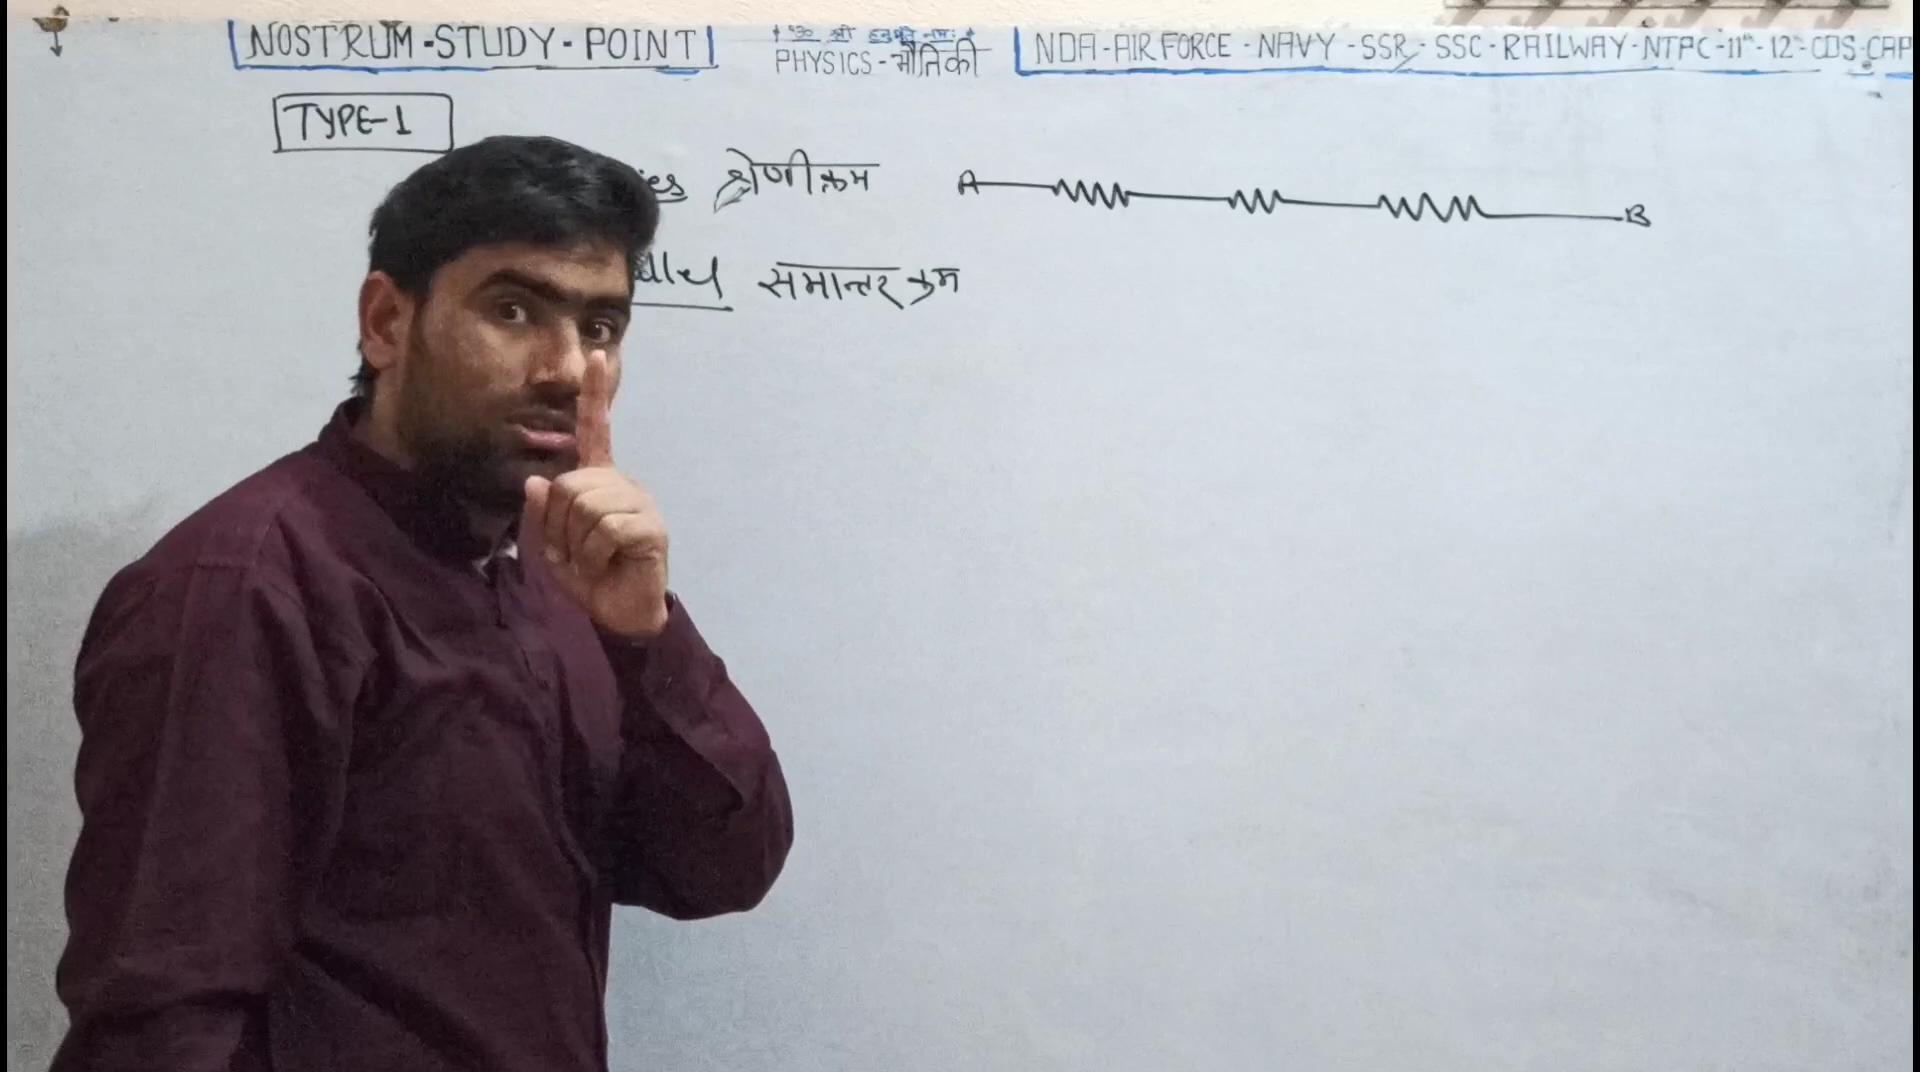 NOSTRUM-STUDY-POINT
PHYSICS-भौतिकी
NDA-AIR FORCE-NAVY-SSR-SSC-RAILWAY-NTPC-11th-12th-CDS-CAP
TYPE-1
श्रेणीक्रम
A B
समान्तर क्रम